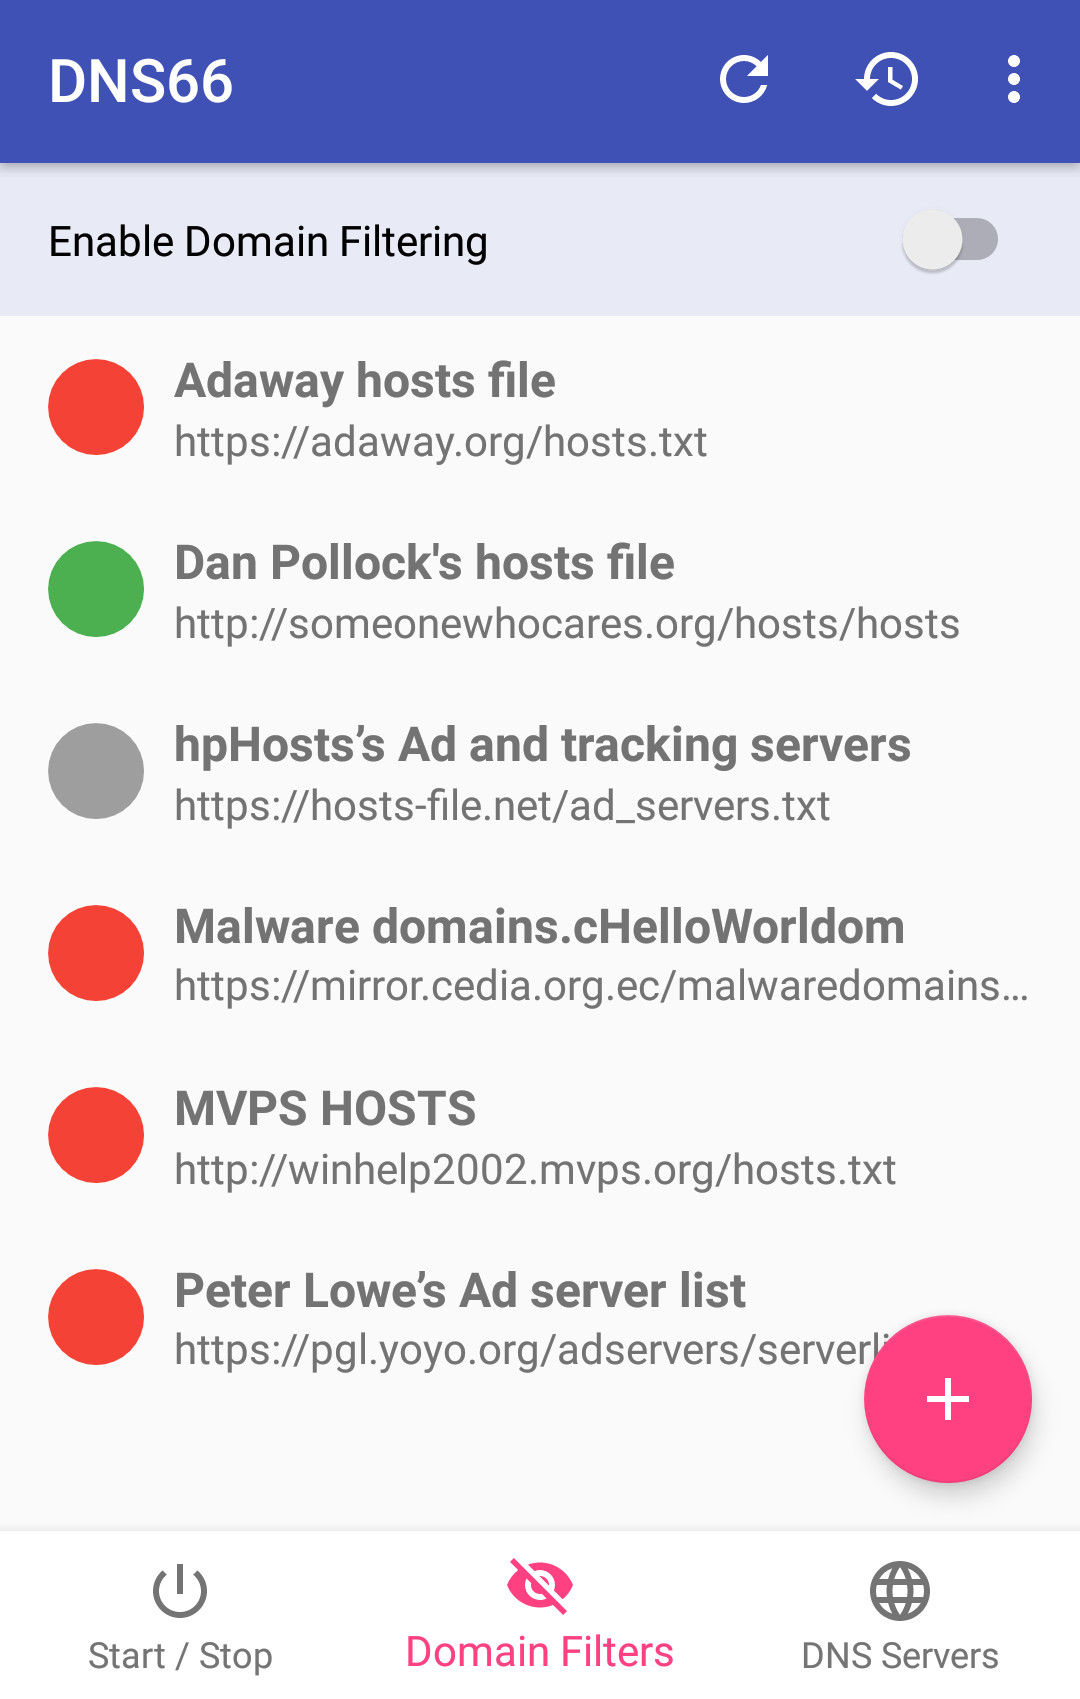 DNS66
Enable Domain Filtering
Adaway hosts file
https://adaway.org/hosts.txt
Dan Pollock's hosts file
http://someonewhocares.org/hosts/hosts
hpHosts’s Ad and tracking servers
https://hosts-file.net/ad_servers.txt
Malware domains.cHelloWorldom
https://mirror.cedia.org.ec/malwaredomains…
MVPS HOSTS
http://winhelp2002.mvps.org/hosts.txt
Peter Lowe’s Ad server list
https://pgl.yoyo.org/adservers/serverli
Start / Stop
Domain Filters
DNS Servers